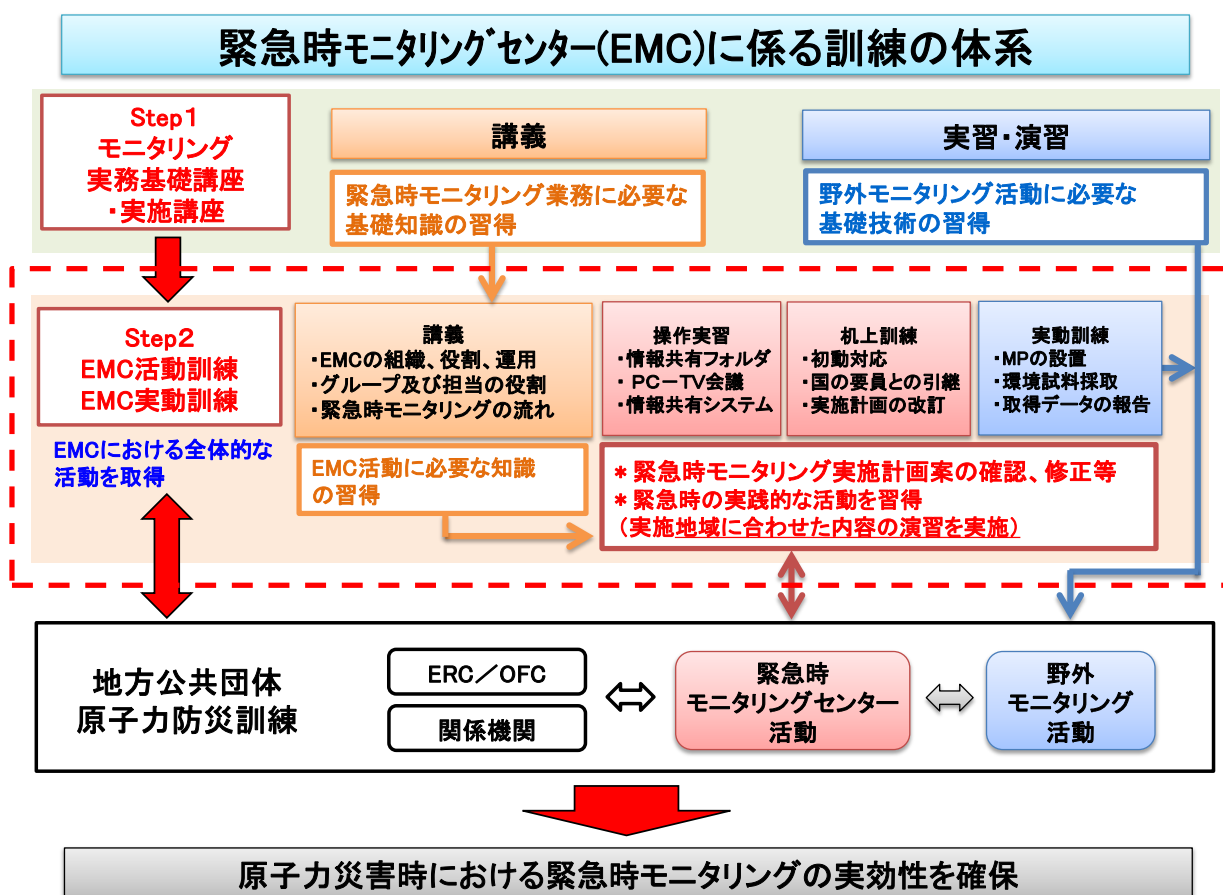 緊急時モニタリングセンター(EMC)に係る訓練の体系
Step1
モニタリング
実務基礎講座
・実施講座
講義
緊急時モニタリング業務に必要な
基礎知識の習得
実習・演習
野外モニタリング活動に必要な
基礎技術の習得
Step2
EMC活動訓練
EMC実動訓練
EMCにおける全体的な
活動を取得
講義
・EMCの組織、役割、運用
・グループ及び担当の役割
・緊急時モニタリングの流れ
EMC活動に必要な知識
の習得
操作実習
・情報共有フォルダ
・PC－TV会議
・情報共有システム
机上訓練
・初動対応
・国の要員との引継
・実施計画の改訂
実動訓練
・MPの設置
・環境試料採取
・取得データの報告
＊緊急時モニタリング実施計画案の確認、修正等
＊緊急時の実践的な活動を習得
（実施地域に合わせた内容の演習を実施）
地方公共団体
原子力防災訓練
ERC／OFC
関係機関
緊急時
モニタリングセンター
活動
野外
モニタリング
活動
原子力災害時における緊急時モニタリングの実効性を確保